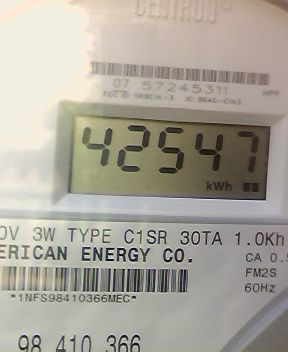 CENTRON®
07 57245311 HPP
42547
kWh
0V 3W TYPE C1SR 30TA 1.0Kh
ERICAN ENERGY CO. CA 0.5
FM2S
*1NFS98410366MEC* 60Hz
98 410 366